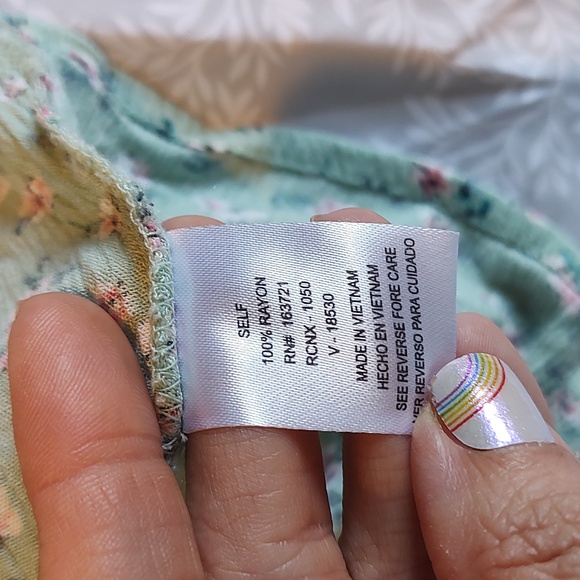 SELF
100% RAYON
RN# 163721
RCNX . 1050
V - 18530
MADE IN VIETNAM
HECHO EN VIETNAM
SEE REVERSE FORE CARE
VER REVERSO PARA CUIDADO